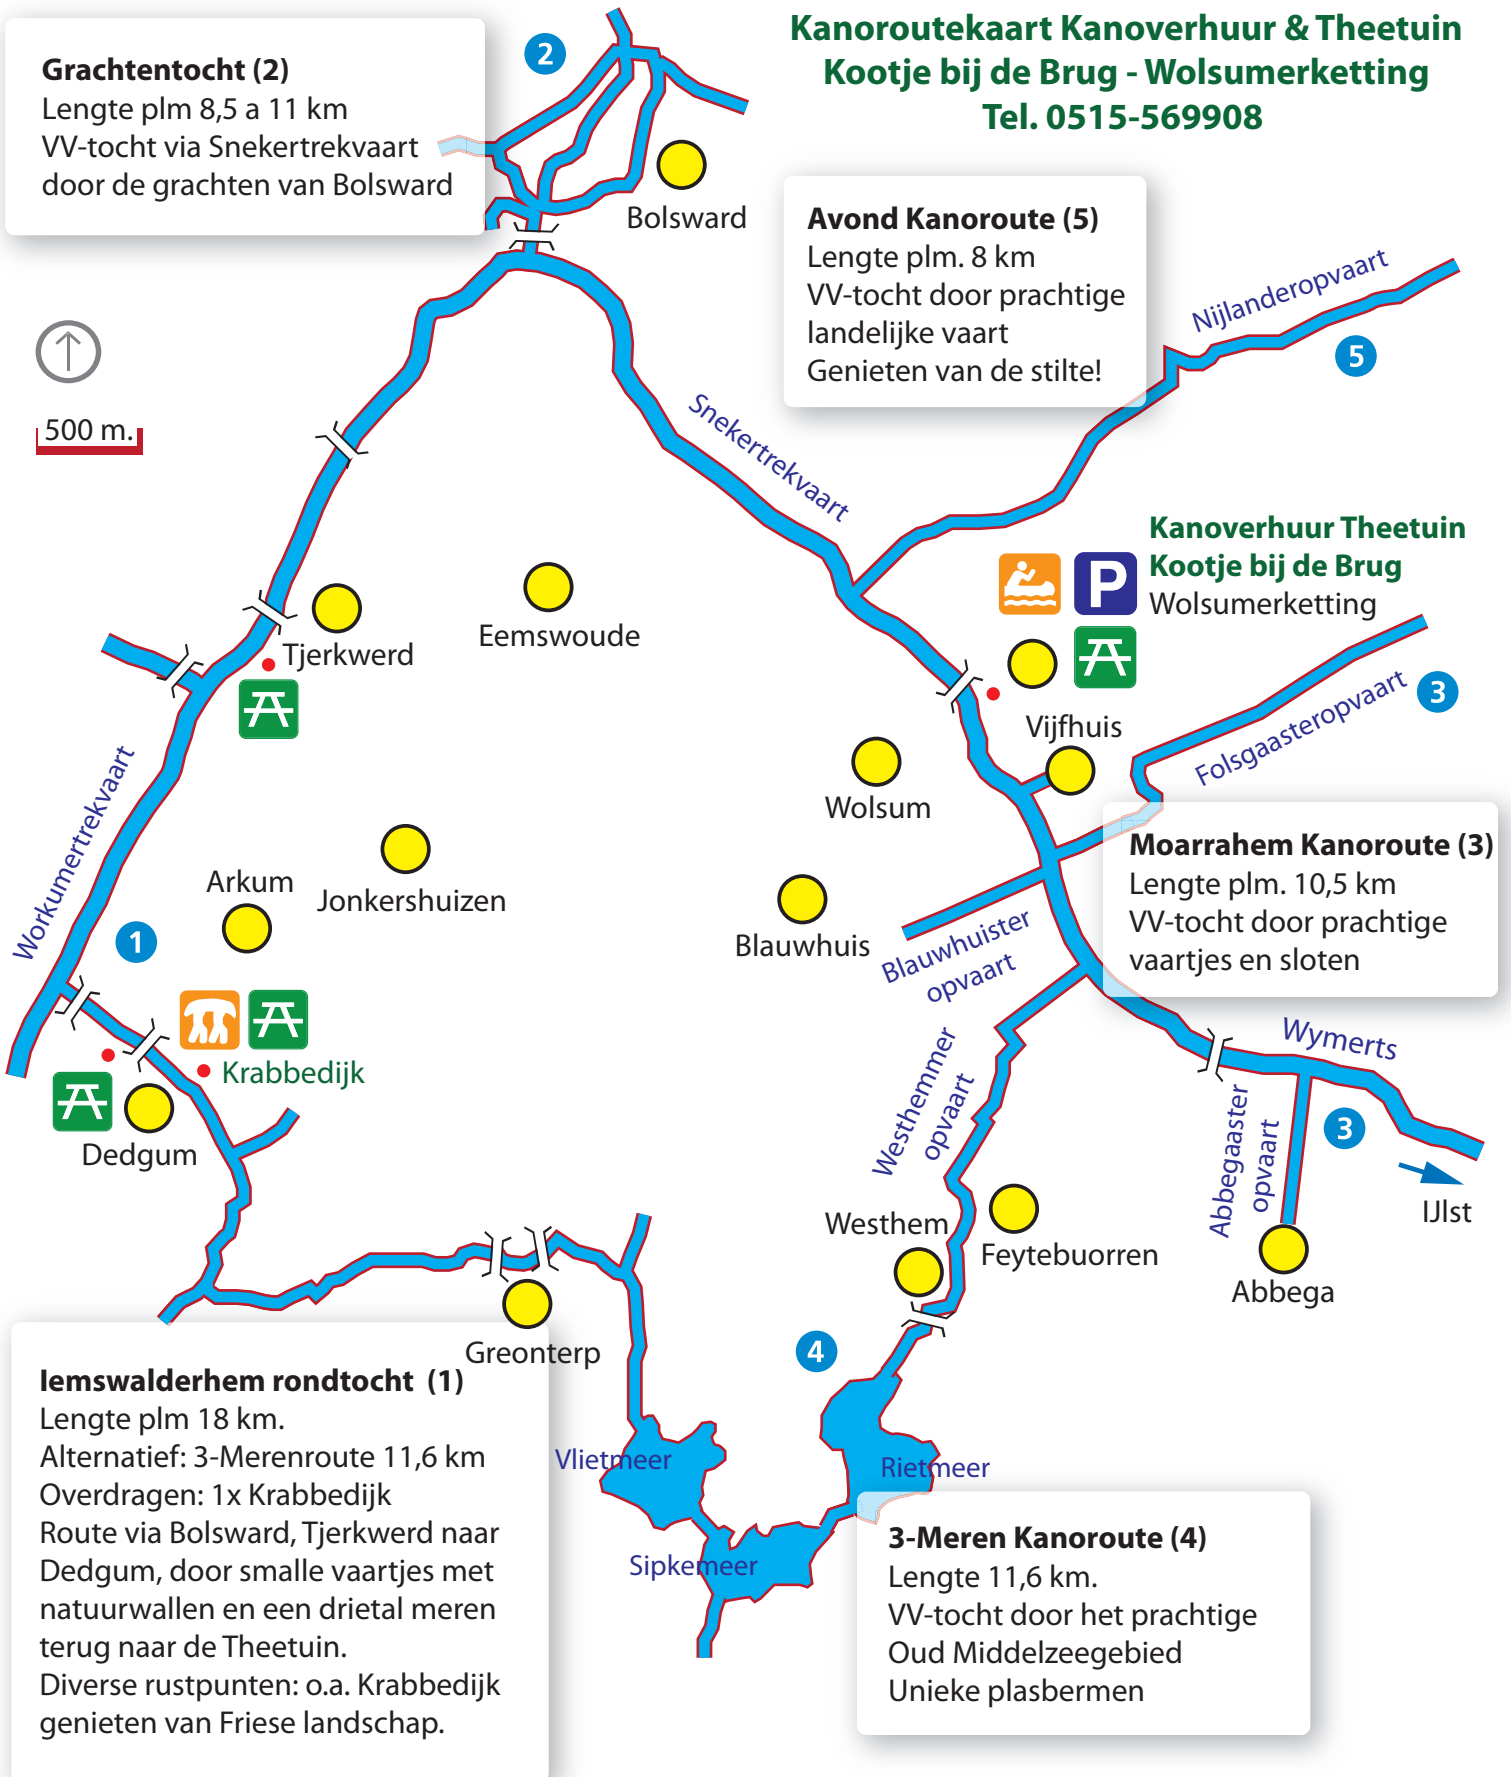 Kanoroutekaart Kanoverhuur & Theetuin
Kootje bij de Brug - Wolsumerketting
Tel. 0515-569908
Grachtentocht (2)
Lengte plm 8,5 a 11 km
VV-tocht via Snekertrekvaart
door de grachten van Bolsward
2
Bolsward
Avond Kanoroute (5)
Lengte plm. 8 km
VV-tocht door prachtige
landelijke vaart
Genieten van de stilte!
Nijlanderopvaart
5
500 m.
Snekertrekvaart
Kanoverhuur Theetuin
Kootje bij de Brug
Wolsumerketting
P
Tjerkwerd
Eemswoude
Vijfhuis
Folsgaasteropvaart
3
Wolsum
Workumertrekvaart
Arkum
Jonkershuizen
1
Blauwhuis
Blauwhuister
opvaart
Moarrahem Kanoroute (3)
Lengte plm. 10,5 km
VV-tocht door prachtige
vaartjes en sloten
Krabbedijk
Dedgum
Westhemmer
opvaart
Wymerts
Abbegaaster
opvaart
3
IJlst
Westhem
Feytebuorren
Abbega
Greonterp
4
Iemswalderhem rondtocht (1)
Lengte plm 18 km.
Alternatief: 3-Merenroute 11,6 km
Overdragen: 1x Krabbedijk
Route via Bolsward, Tjerkwerd naar
Dedgum, door smalle vaartjes met
natuurwallen en een drietal meren
terug naar de Theetuin.
Diverse rustpunten: o.a. Krabbedijk
genieten van Friese landschap.
Vlietmeer
Rietmeer
Sipkemeer
3-Meren Kanoroute (4)
Lengte 11,6 km.
VV-tocht door het prachtige
Oud Middelzeegebied
Unieke plasbermen